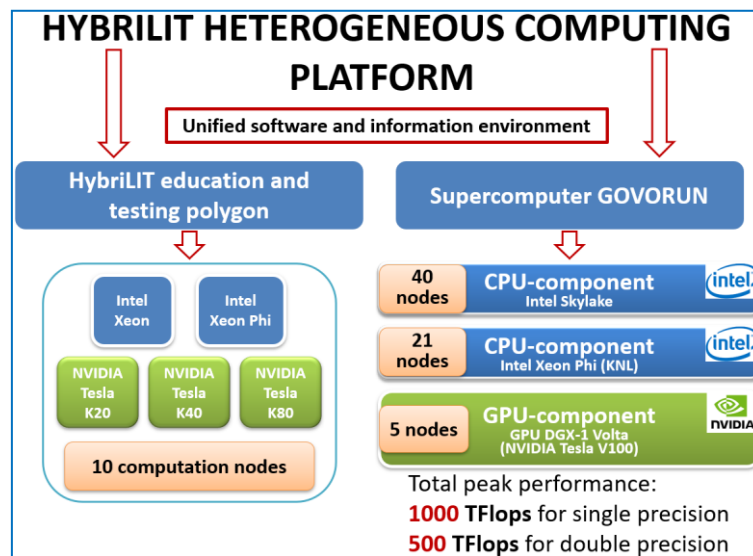 HYBRILIT HETEROGENEOUS COMPUTING
PLATFORM
Unified software and information environment
HybriLIT education and
testing polygon
Intel
Xeon
Intel
Xeon Phi
NVIDIA
Tesla
K20
NVIDIA
Tesla
K40
NVIDIA
Tesla
K80
10 computation nodes
Supercomputer GOVORUN
40
nodes
CPU-component
Intel Skylake
intel
21
nodes
CPU-component
Intel Xeon Phi (KNL)
intel
5 nodes
GPU-component
GPU DGX-1 Volta
(NVIDIA Tesla V100)
NVIDIA
Total peak performance:
1000 TFlops for single precision
500 TFlops for double precision